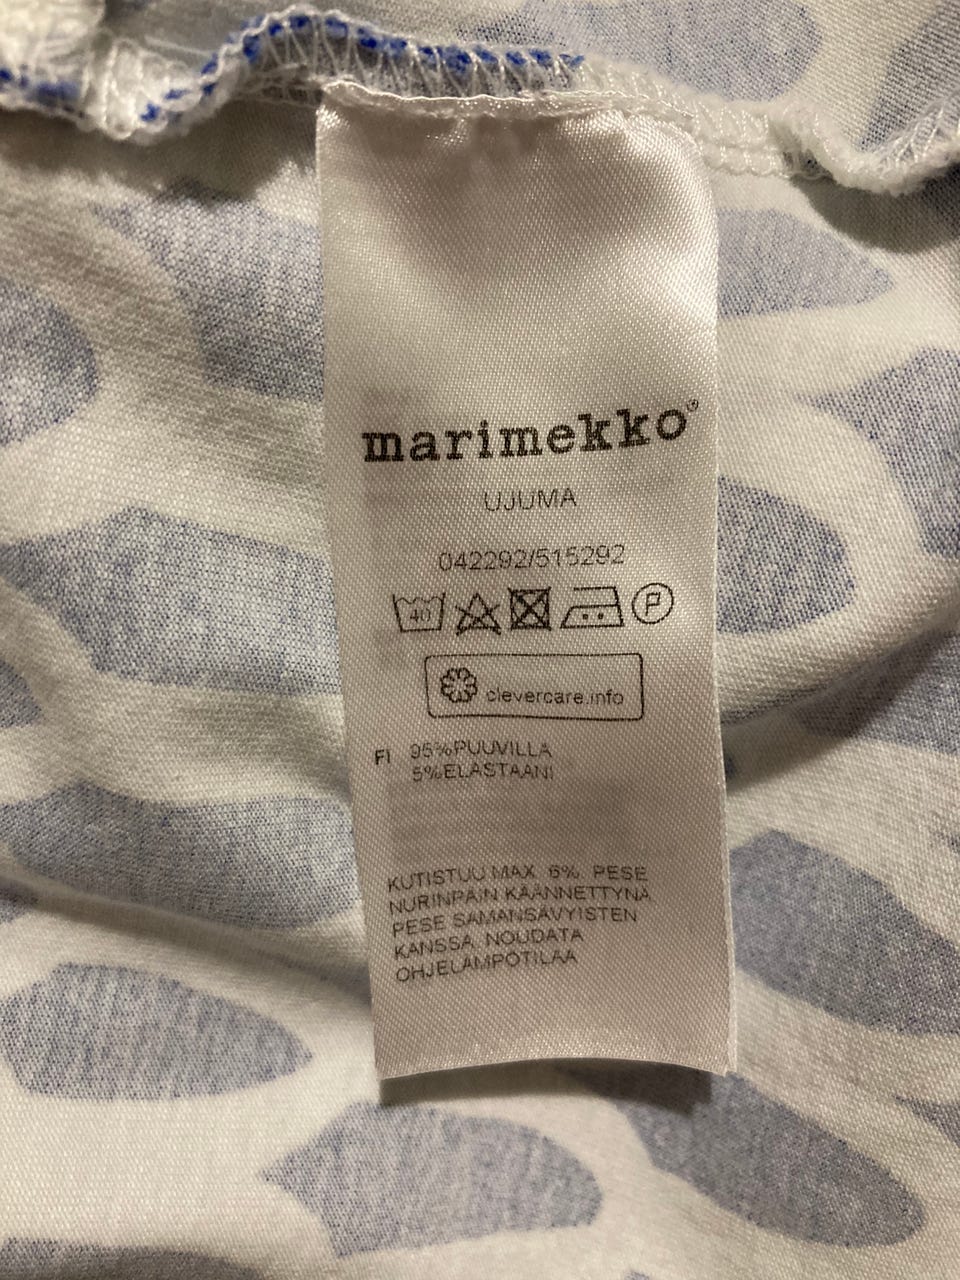 marimekko®
UJUMA
042292/515292
40 P
clevercare.info
FI 95%PUUVILLA
5%ELASTAANI
KUTISTUU MAX 6% PESE
NURINPÄIN KÄÄNNETTYNÄ
PESE SAMANSÄVYISTEN
KANSSA NOUDATA
OHJELÄMPÖTILAA